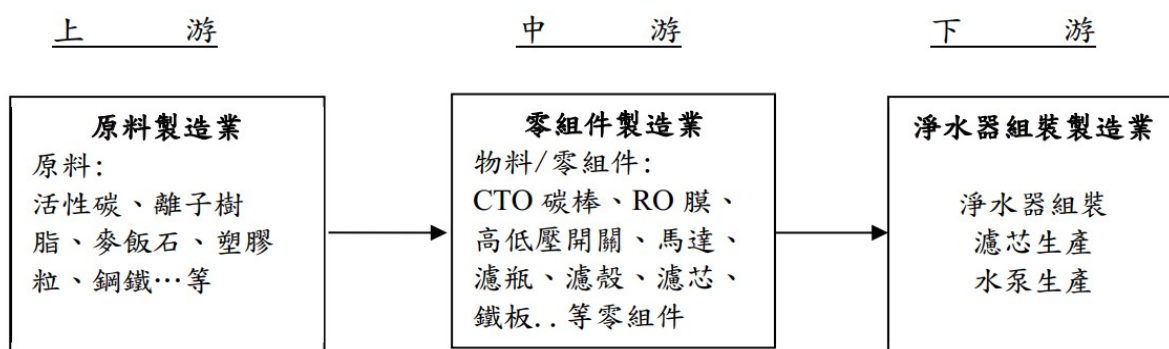 上 游
中 游
下 游
原料製造業
原料:
活性碳、離子樹
脂、麥飯石、塑膠
粒、鋼鐵…等
零組件製造業
物料/零組件:
CTO 碳棒、RO 膜、
高低壓開關、馬達、
濾瓶、濾殼、濾芯、
鐵板..等零組件
淨水器組裝製造業
淨水器組裝
濾芯生產
水泵生產